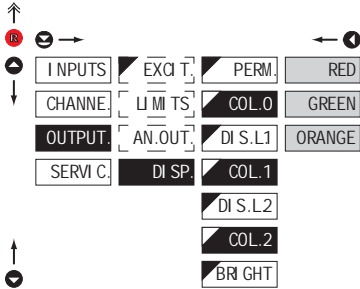 R
INPUTS EXCIT. PERM. RED
CHANNE. LIMITS COL.0 GREEN
OUTPUT. AN.OUT. DIS.L1 ORANGE
SERVIC. DISP. COL.1
DIS.L2
COL.2
BRIGHT